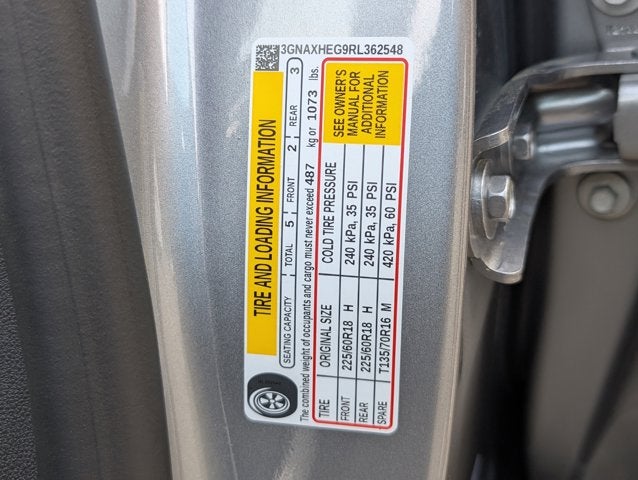 3GNAXHEG9RL362548
TIRE AND LOADING INFORMATION
SEATING CAPACITY TOTAL 5 FRONT 2 REAR 3
The combined weight of occupants and cargo must never exceed 487 kg or 1073 lbs.
TIRE ORIGINAL SIZE COLD TIRE PRESSURE
FRONT 225/60R18 H 240 kPa, 35 PSI
REAR 225/60R18 H 240 kPa, 35 PSI
SPARE T135/70R16 M 420 kPa, 60 PSI
SEE OWNER'S
MANUAL FOR
ADDITIONAL
INFORMATION